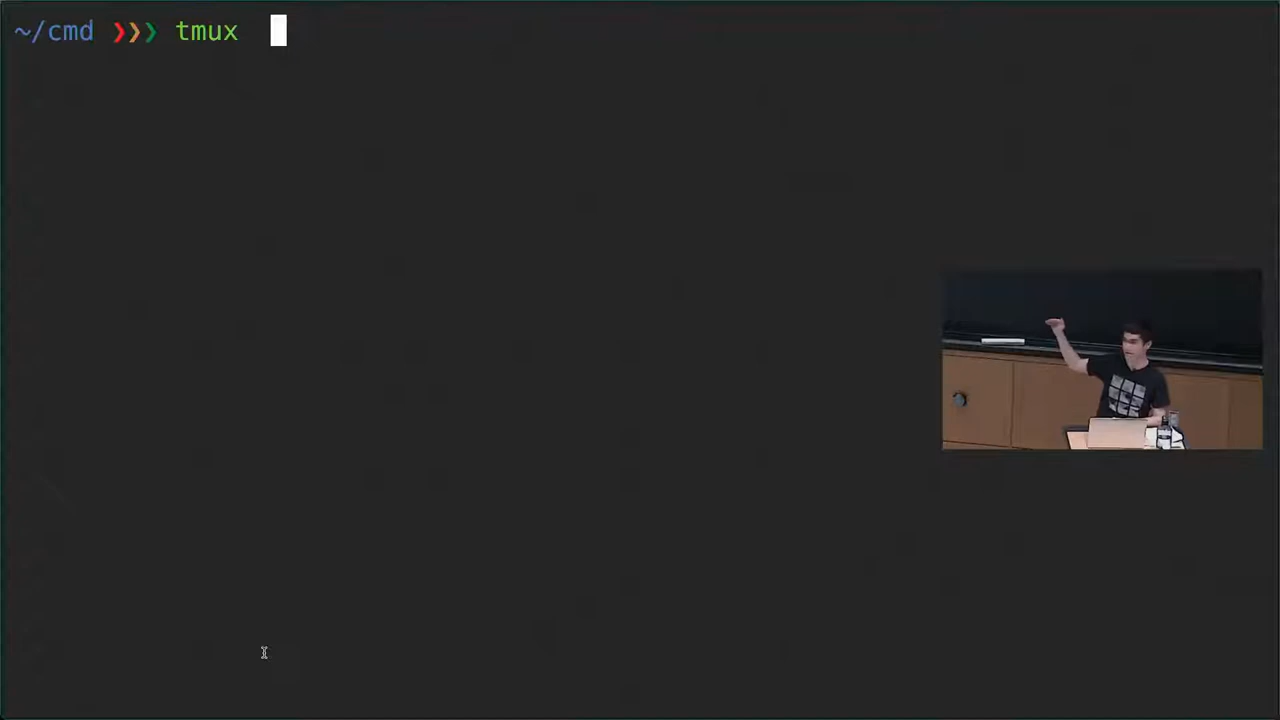 ~/cmd ❯❯❯ tmux